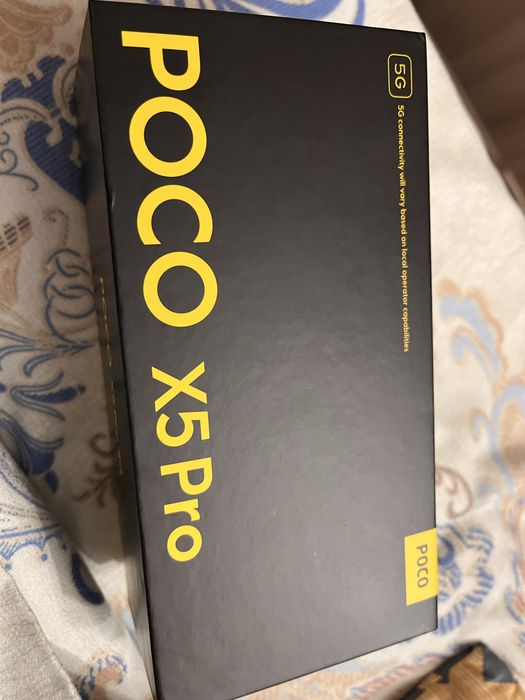 5G
5G connectivity will vary based on local operator capabilities
POCO X5 Pro
POCO